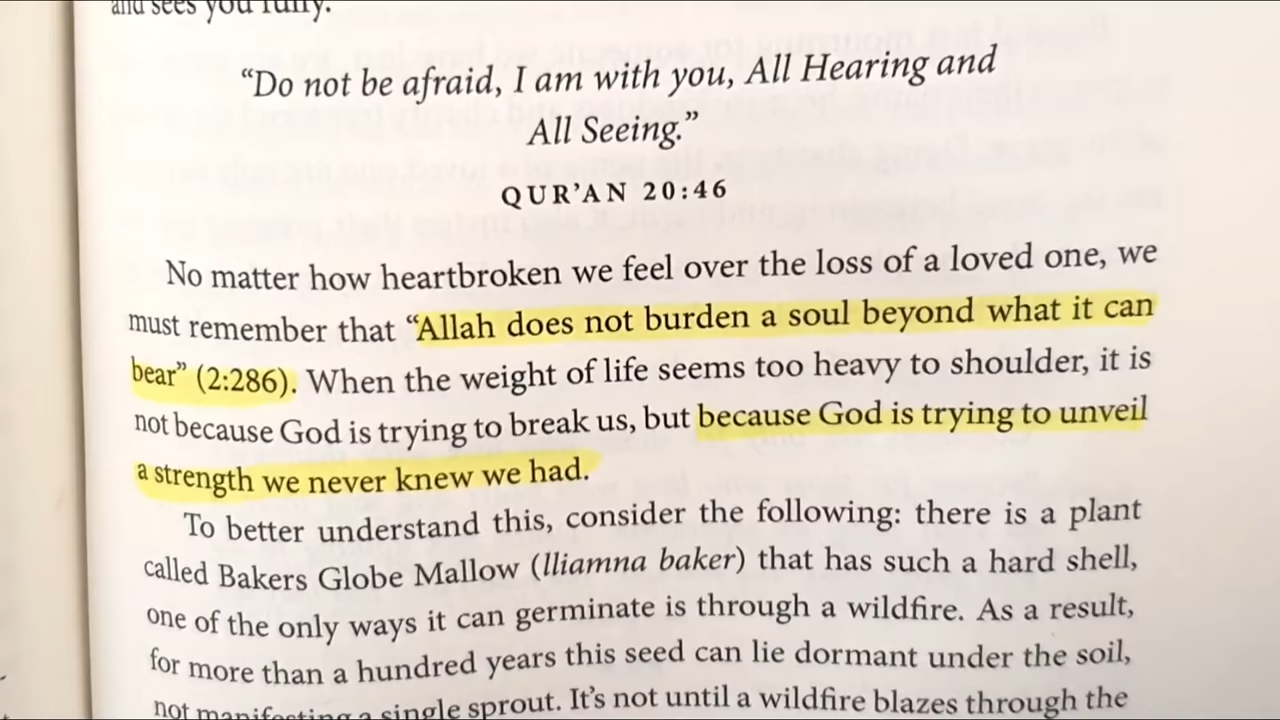 and sees you fully.
“Do not be afraid, I am with you, All Hearing and
All Seeing.”
QUR’AN 20:46
No matter how heartbroken we feel over the loss of a loved one, we
must remember that “Allah does not burden a soul beyond what it can
bear” (2:286). When the weight of life seems too heavy to shoulder, it is
not because God is trying to break us, but because God is trying to unveil
a strength we never knew we had.
To better understand this, consider the following: there is a plant
called Bakers Globe Mallow (lliamna baker) that has such a hard shell,
one of the only ways it can germinate is through a wildfire. As a result,
for more than a hundred years this seed can lie dormant under the soil,
not manifesting a single sprout. It’s not until a wildfire blazes through the